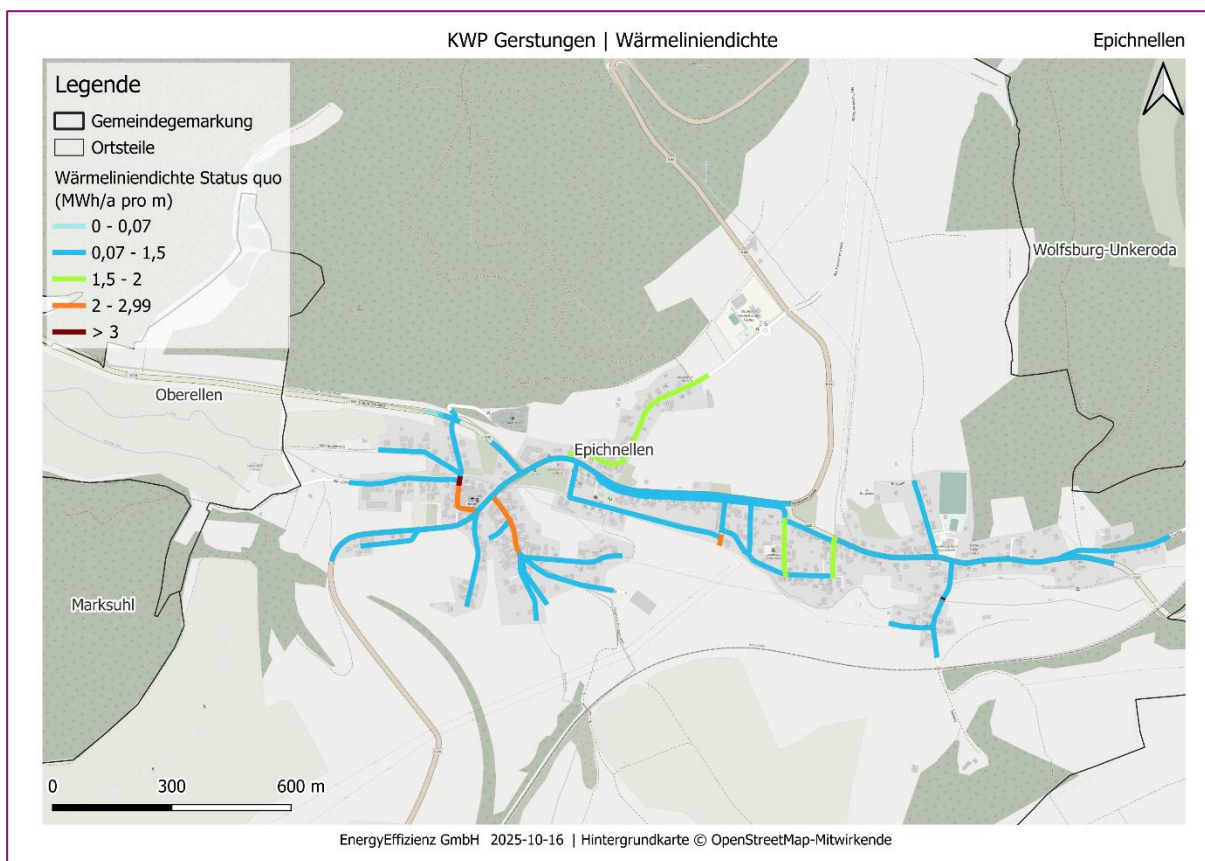 KWP Gerstungen | Wärmeliniendichte
Epichnellen
Legende
Gemeindegemarkung
Ortsteile
Wärmeliniendichte Status quo
(MWh/a pro m)
0 - 0,07
0,07 - 1,5
1,5 - 2
2 - 2,99
> 3
Wolfsburg-Unkeroda
Oberellen
Epichnellen
Marksuhl
0 300 600 m
EnergyEffizienz GmbH 2025-10-16 | Hintergrundkarte © OpenStreetMap-Mitwirkende